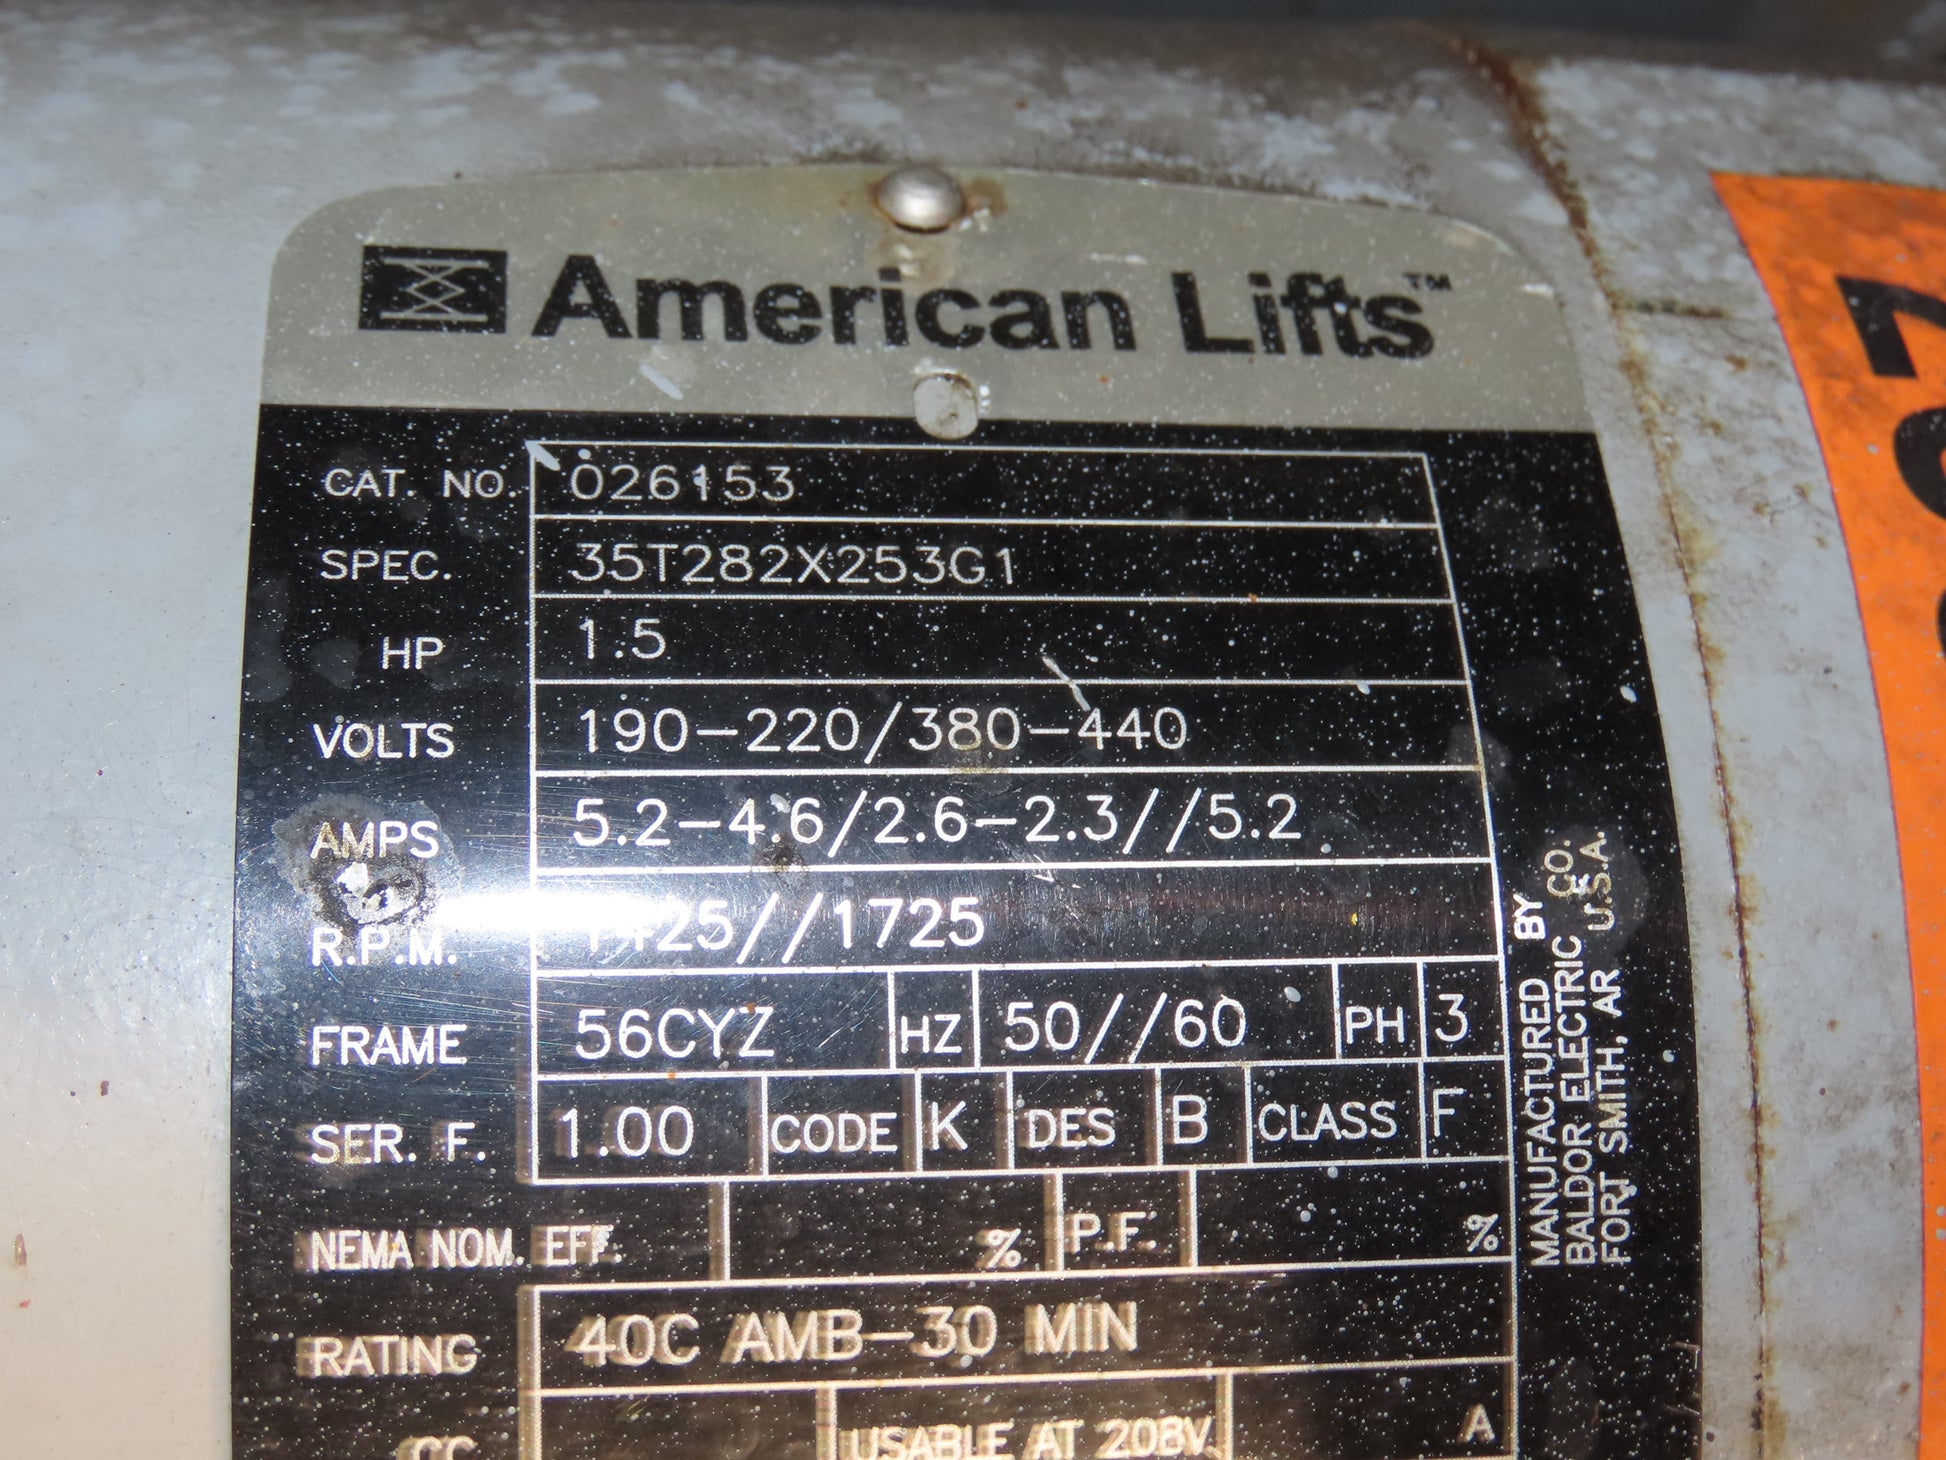 American Lifts™
CAT. NO. 026153
SPEC. 35T282X253G1
HP 1.5
VOLTS 190-220/380-440
AMPS 5.2-4.6/2.6-2.3//5.2
R.P.M. 1425//1725
FRAME 56CYZ HZ 50//60 PH 3
SER. F. 1.00 CODE K DES B CLASS F
NEMA NOM. EFF. % P.F. %
RATING 40C AMB-30 MIN
CC USABLE AT 208V A
MANUFACTURED BY
BALDOR ELECTRIC CO.
FORT SMITH, AR U.S.A.